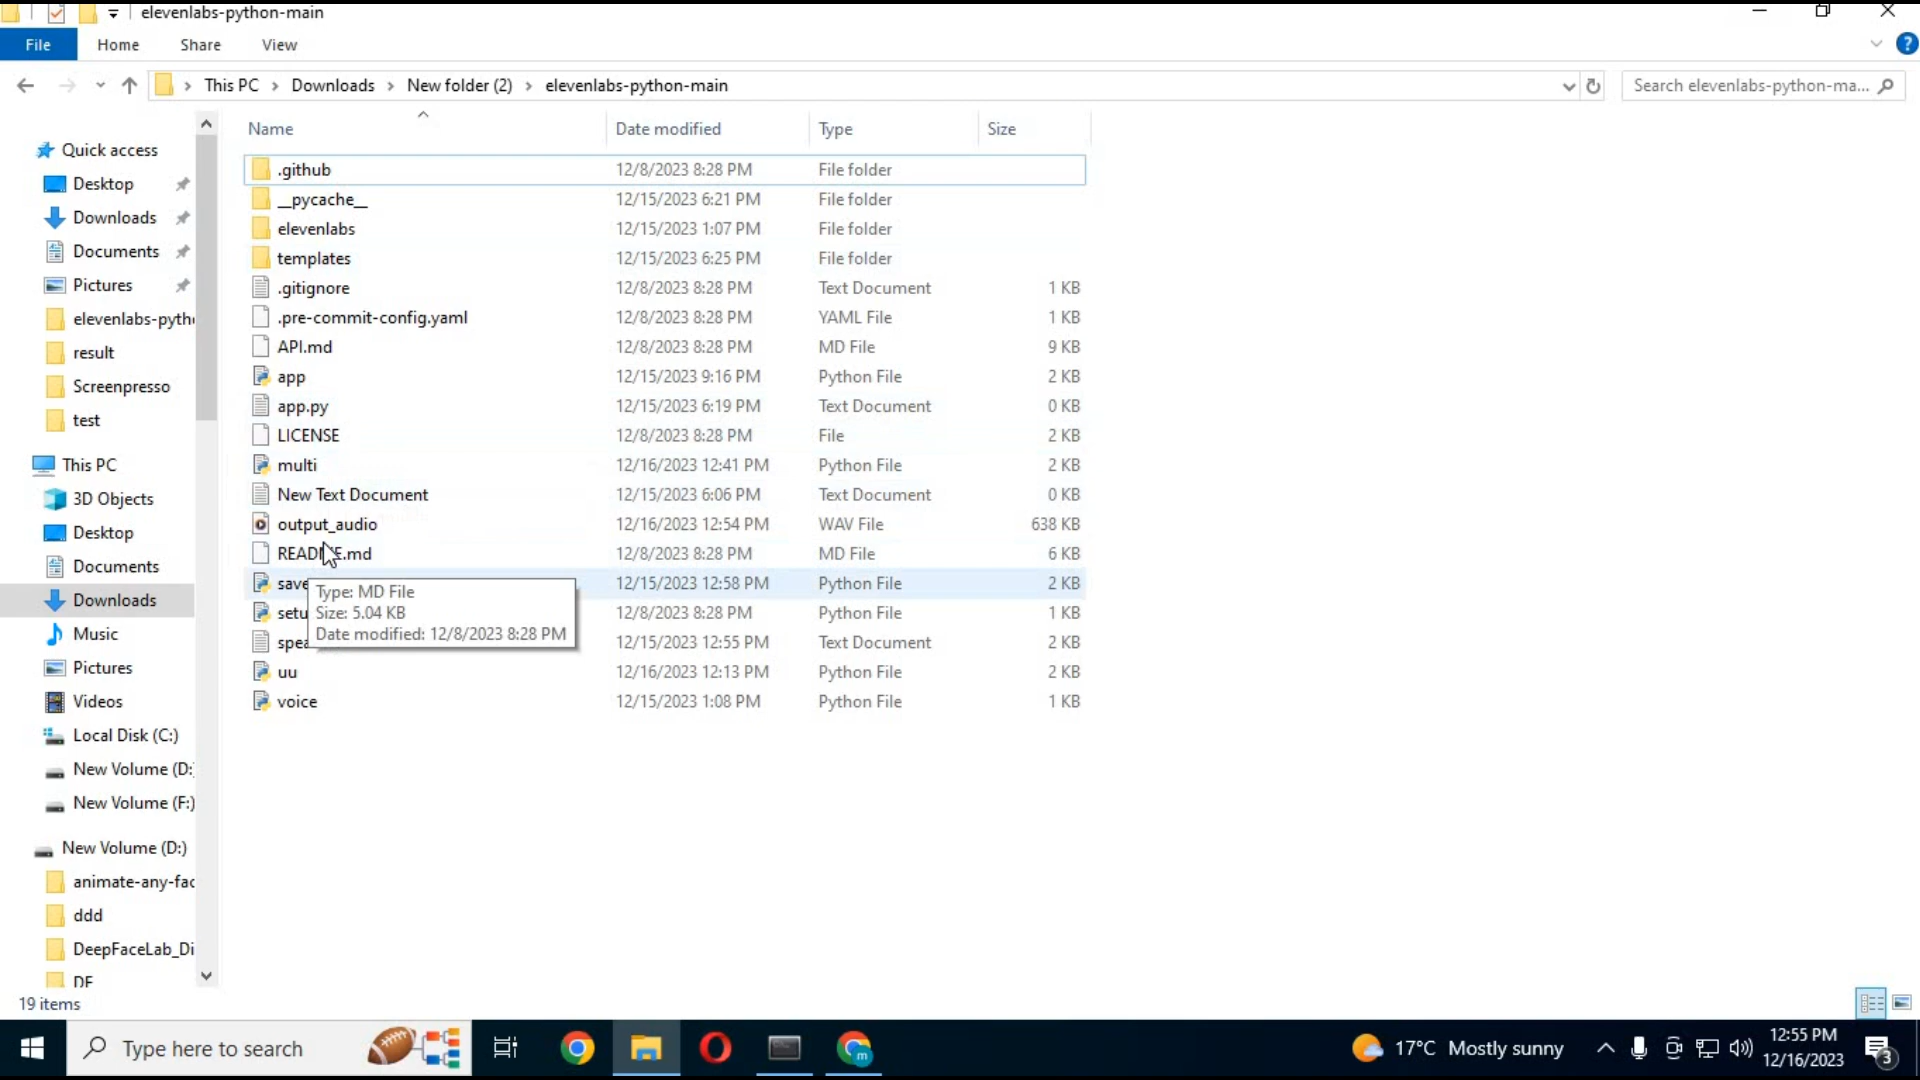 elevenlabs-python-main
File Home Share View
This PC Downloads New folder (2) elevenlabs-python-main Search elevenlabs-python-ma...
Name Date modified Type Size
Quick access
Desktop
Downloads
Documents
Pictures
elevenlabs-pyth
result
Screenpresso
test
This PC
3D Objects
Desktop
Documents
Downloads
Music
Pictures
Videos
Local Disk (C:)
New Volume (D:
New Volume (F:)
New Volume (D:)
animate-any-fac
ddd
DeepFaceLab_Di
DF
.github 12/8/2023 8:28 PM File folder
__pycache__ 12/15/2023 6:21 PM File folder
elevenlabs 12/15/2023 1:07 PM File folder
templates 12/15/2023 6:25 PM File folder
.gitignore 12/8/2023 8:28 PM Text Document 1 KB
.pre-commit-config.yaml 12/8/2023 8:28 PM YAML File 1 KB
API.md 12/8/2023 8:28 PM MD File 9 KB
app 12/15/2023 9:16 PM Python File 2 KB
app.py 12/15/2023 6:19 PM Text Document 0 KB
LICENSE 12/8/2023 8:28 PM File 2 KB
multi 12/16/2023 12:41 PM Python File 2 KB
New Text Document 12/15/2023 6:06 PM Text Document 0 KB
output_audio 12/16/2023 12:54 PM WAV File 638 KB
README.md 12/8/2023 8:28 PM MD File 6 KB
save 12/15/2023 12:58 PM Python File 2 KB
setu 12/8/2023 8:28 PM Python File 1 KB
spea 12/15/2023 12:55 PM Text Document 2 KB
uu 12/16/2023 12:13 PM Python File 2 KB
voice 12/15/2023 1:08 PM Python File 1 KB
Type: MD File
Size: 5.04 KB
Date modified: 12/8/2023 8:28 PM
19 items
Type here to search
17°C Mostly sunny
12:55 PM
12/16/2023
3